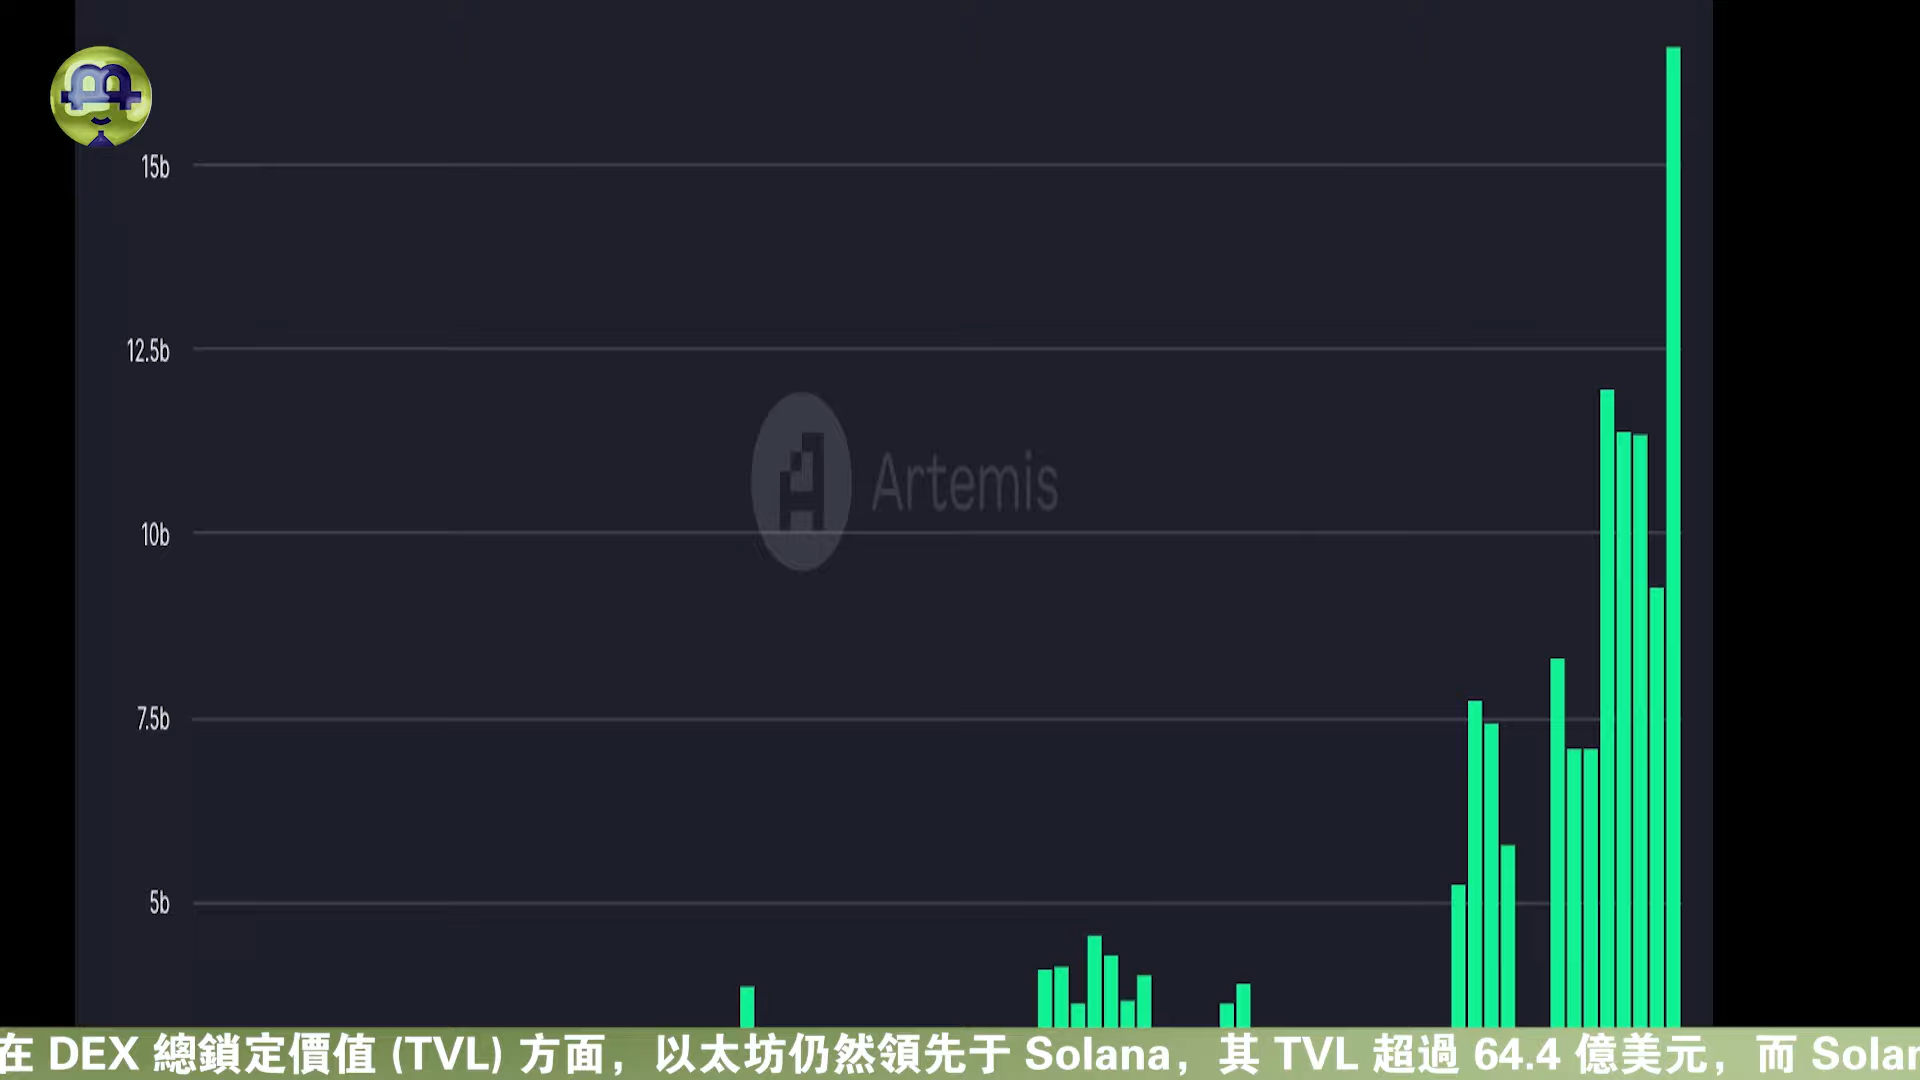 15b
12.5b
Artemis
10b
7.5b
5b
在 DEX 總鎖定價值 (TVL) 方面，以太坊仍然領先于 Solana，其 TVL 超過 64.4 億美元，而 Solar